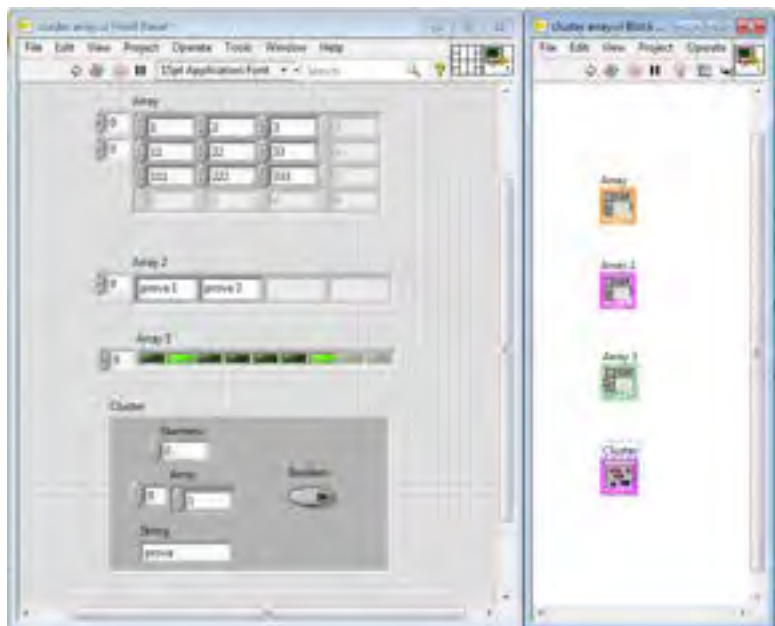 cluster array.vi Front Panel
File Edit View Project Operate Tools Window Help
15pt Application Font Search
Array
0 1 2 3
0 11 22 33
111 222 333
Array 2
0 prova 1 prova 2
Array 3
0
Cluster
Numeric
Array
0 1
Boolean
String
prova
cluster array.vi Block
File Edit View Project Operate
Array
Array 2
Array 3
Cluster